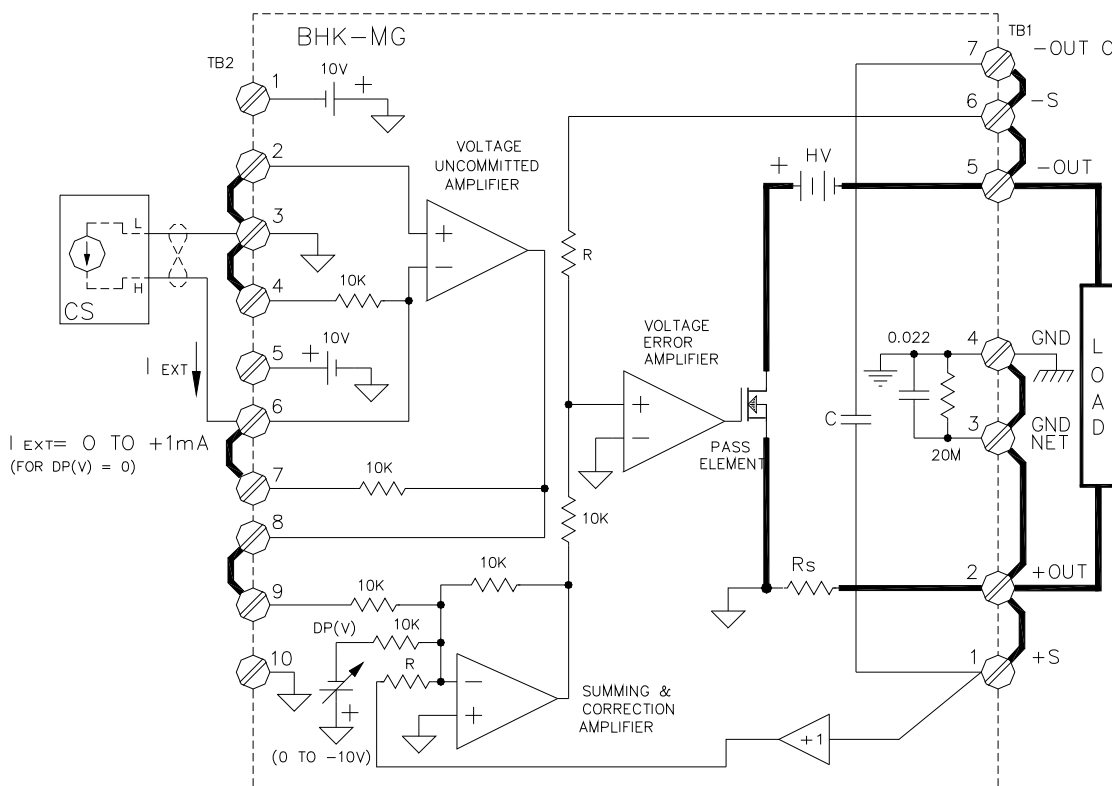 BHK-MG
TB2
TB1
1
10V
+
7
-OUT
6
-S
2
VOLTAGE
UNCOMMITTED
AMPLIFIER
+
HV
5
-OUT
3
L
+
-
R
H
CS
4
10K
I EXT
5
+
10V
VOLTAGE
ERROR
AMPLIFIER
0.022
4
GND
LOAD
6
+
-
C
3
GND
NET
I EXT= 0 TO +1mA
(FOR DP(V) = 0)
PASS
ELEMENT
20M
7
10K
8
10K
10K
Rs
2
+OUT
9
10K
DP(V)
10K
R
10
-
+
+
SUMMING &
CORRECTION
AMPLIFIER
1
+S
(0 TO -10V)
+1